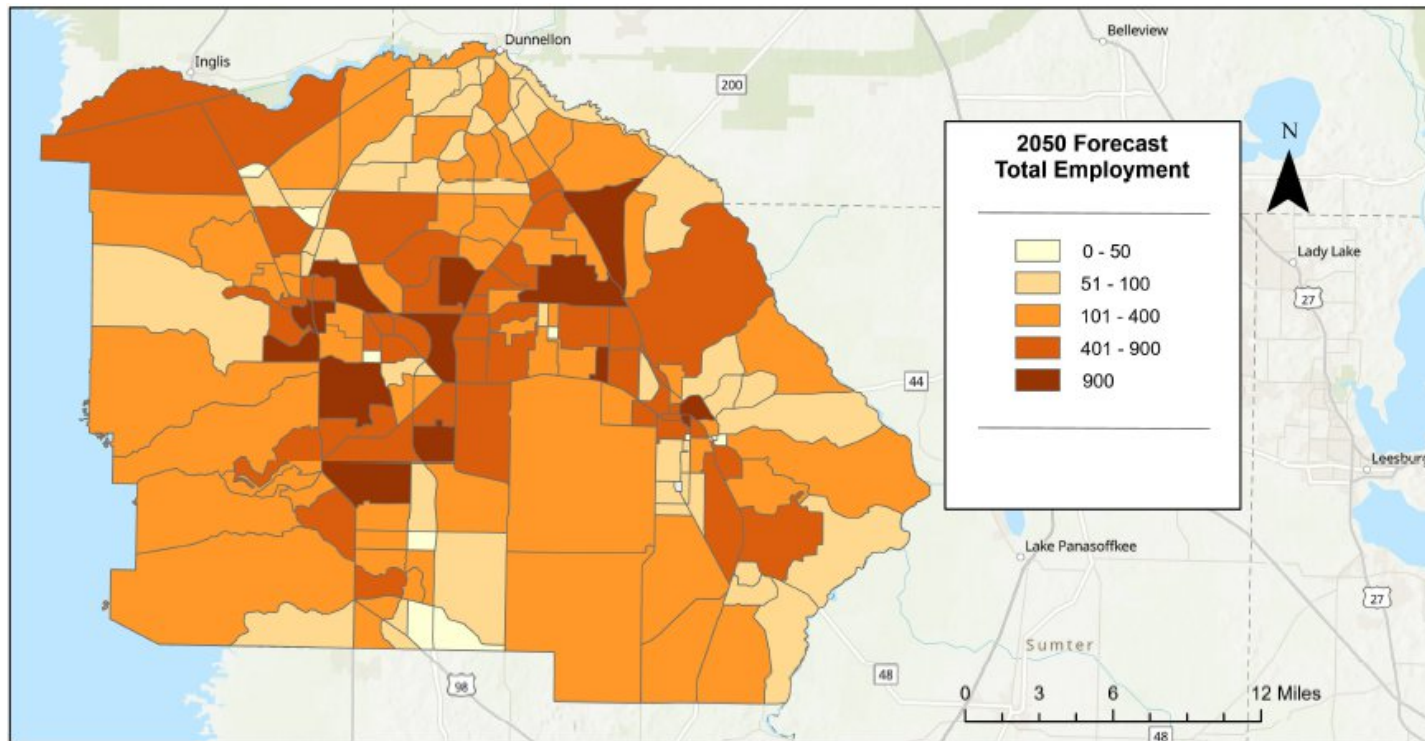 Inglis
Dunnellon
Belleview
200
2050 Forecast
Total Employment
N
0 - 50
51 - 100
101 - 400
401 - 900
900
Lady Lake
27
44
Leesburg
Lake Panasoffkee
27
Sumter
48
98
0 3 6 12 Miles
48